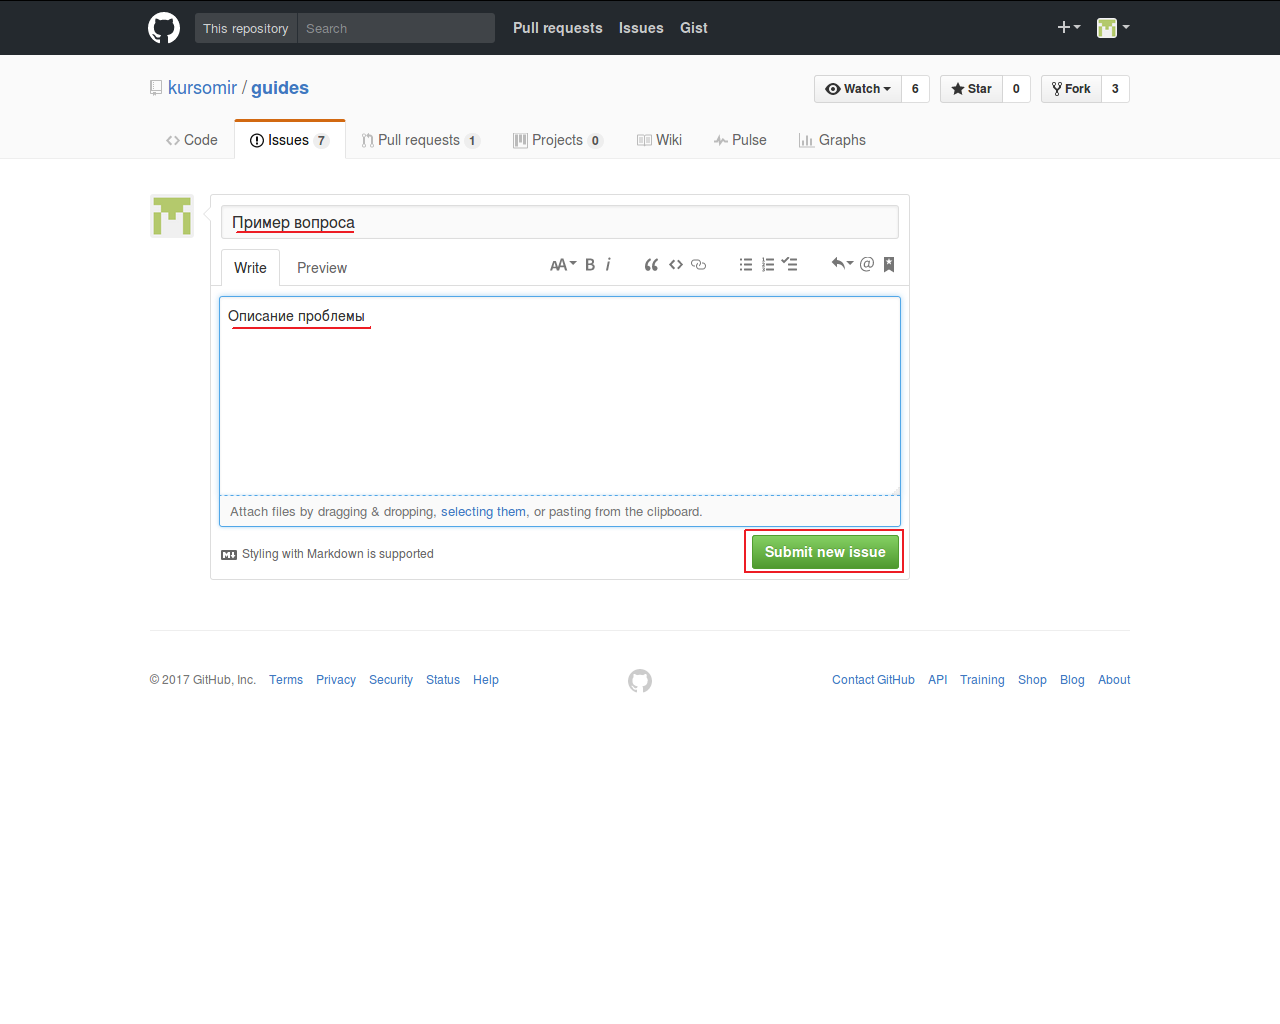 This repository Search Pull requests Issues Gist
kursomir / guides Watch 6 Star 0 Fork 3
Code Issues 7 Pull requests 1 Projects 0 Wiki Pulse Graphs
Пример вопроса
Write Preview AA B i @
Описание проблемы
Attach files by dragging & dropping, selecting them, or pasting from the clipboard.
Styling with Markdown is supported Submit new issue
© 2017 GitHub, Inc. Terms Privacy Security Status Help Contact GitHub API Training Shop Blog About